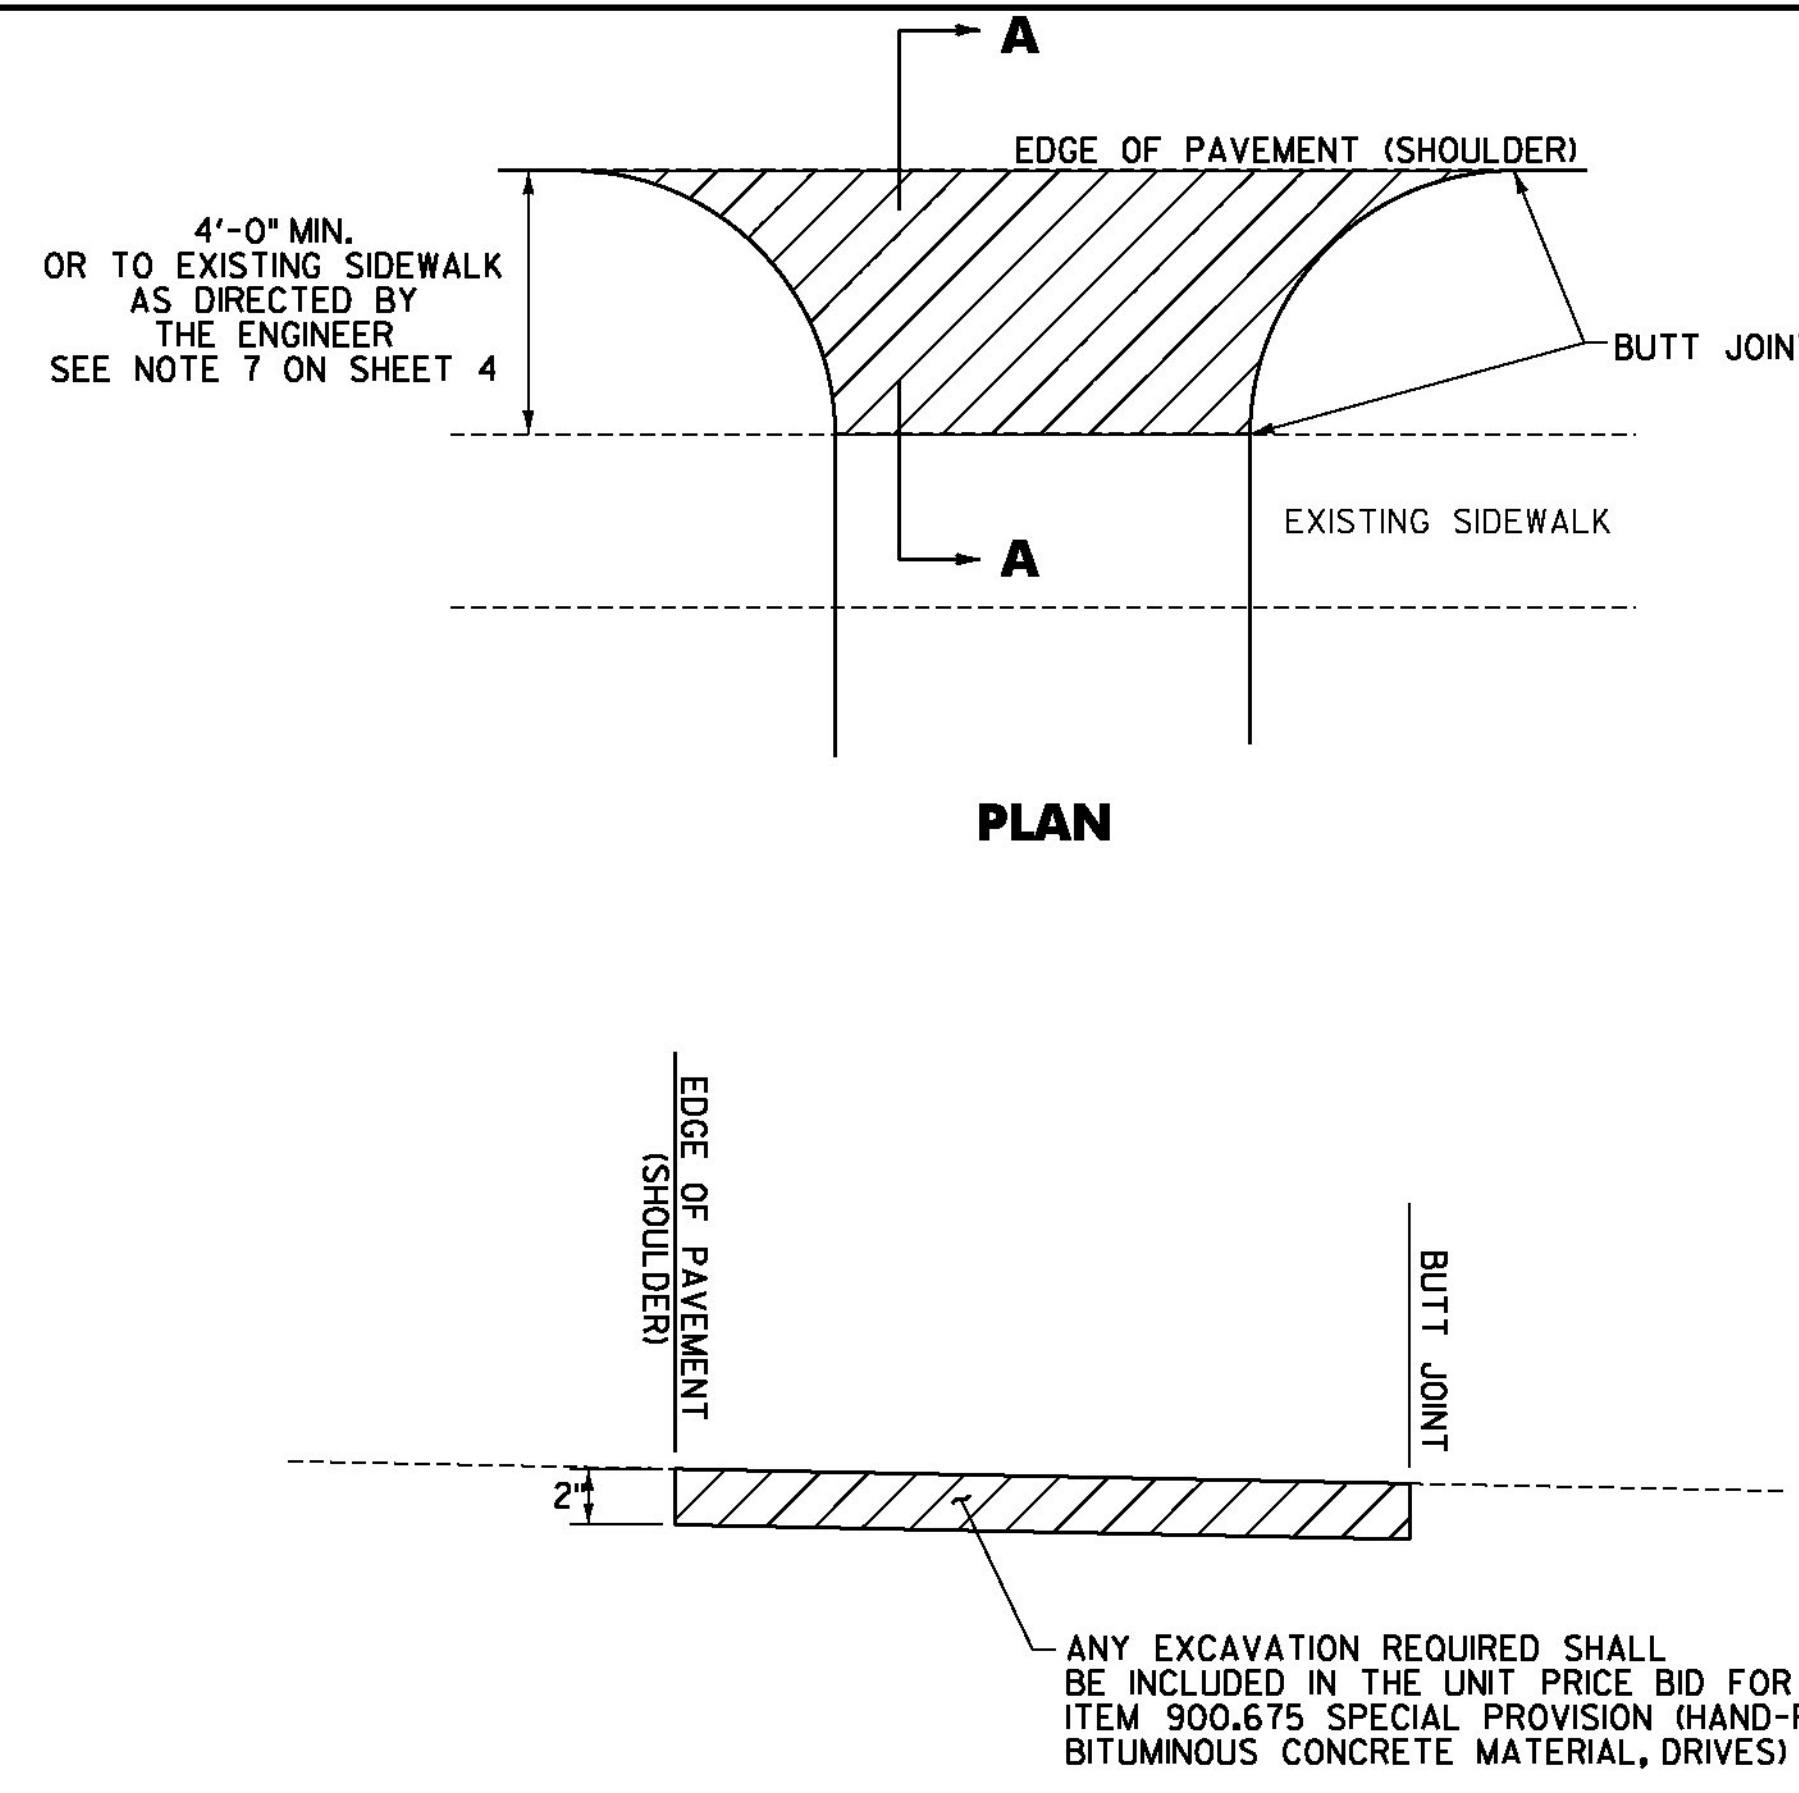 A
EDGE OF PAVEMENT (SHOULDER)
4'-0" MIN.
OR TO EXISTING SIDEWALK
AS DIRECTED BY
THE ENGINEER
SEE NOTE 7 ON SHEET 4
BUTT
EXISTING SIDEWALK
A
PLAN
EDGE OF PAVEMENT
(SHOULDER)
BUTT JOINT
2"
ANY EXCAVATION REQUIRED SHALL
BE INCLUDED IN THE UNIT PRICE BID FOR
ITEM 900.675 SPECIAL PROVISION
BITUMINOUS CONCRETE MATERIAL, DRIVES)